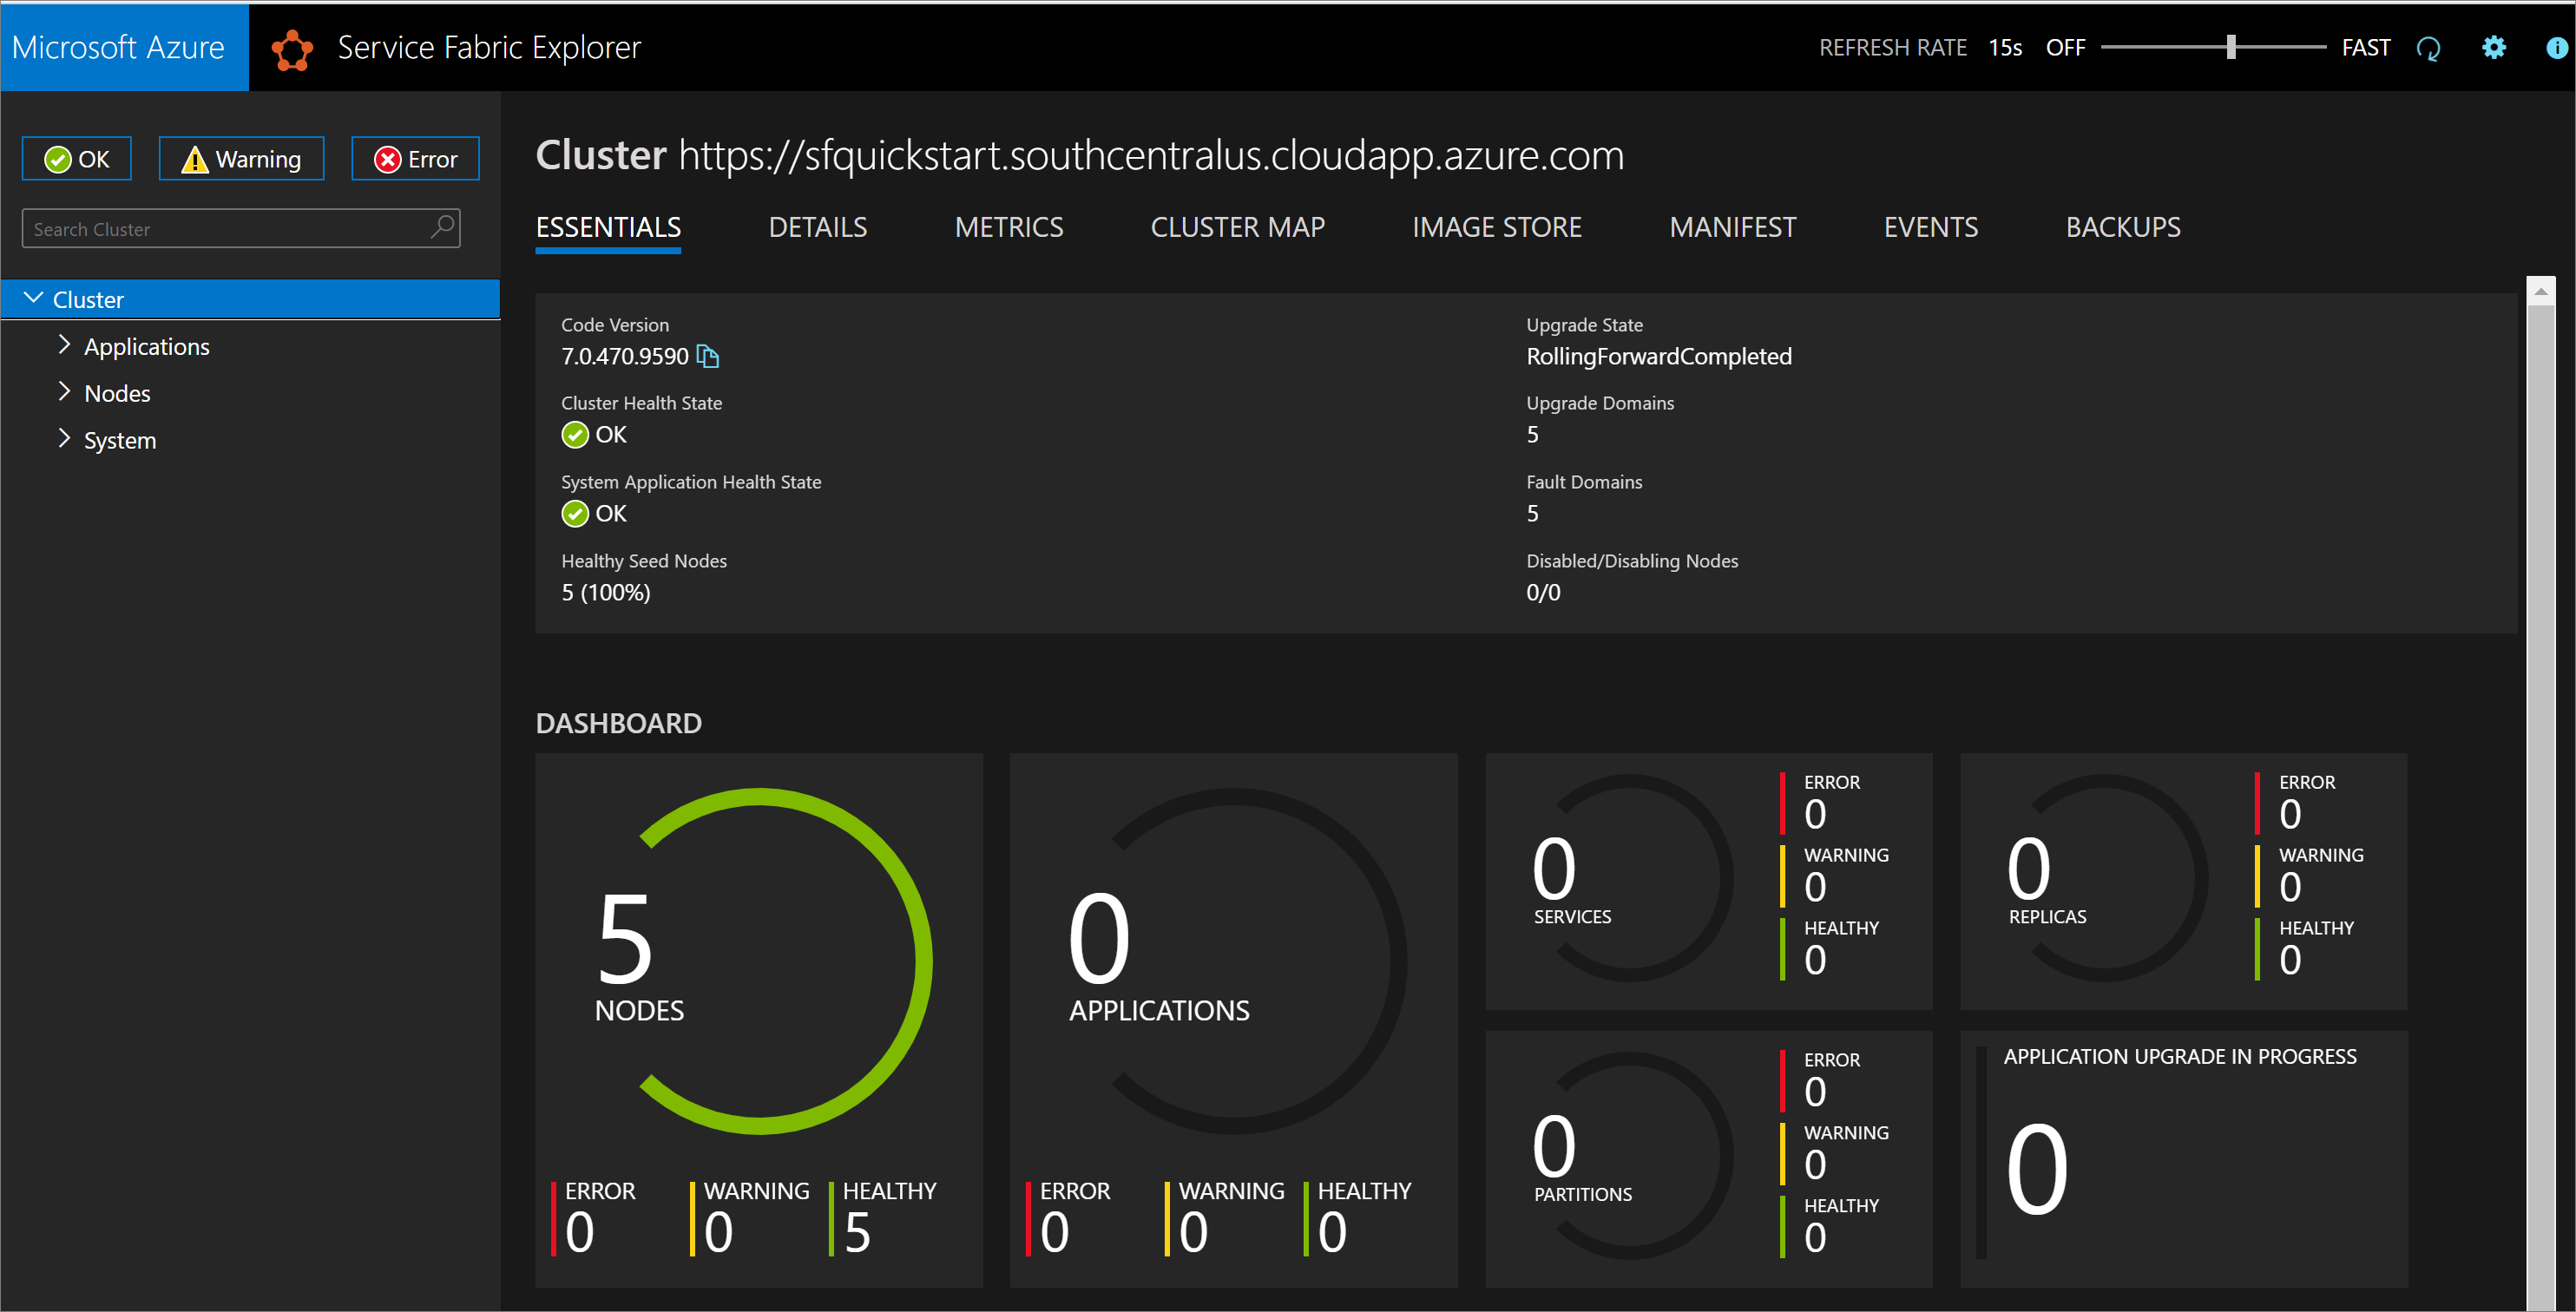 Microsoft Azure
Service Fabric Explorer
REFRESH RATE 15s OFF FAST
OK Warning Error
Search Cluster
Cluster
Applications
Nodes
System
Cluster https://sfquickstart.southcentralus.cloudapp.azure.com
ESSENTIALS DETAILS METRICS CLUSTER MAP IMAGE STORE MANIFEST EVENTS BACKUPS
Code Version
7.0.470.9590
Cluster Health State
OK
System Application Health State
OK
Healthy Seed Nodes
5 (100%)
Upgrade State
RollingForwardCompleted
Upgrade Domains
5
Fault Domains
5
Disabled/Disabling Nodes
0/0
DASHBOARD
5
NODES
ERROR
0
WARNING
0
HEALTHY
5
0
APPLICATIONS
ERROR
0
WARNING
0
HEALTHY
0
0
SERVICES
ERROR
0
WARNING
0
HEALTHY
0
0
REPLICAS
ERROR
0
WARNING
0
HEALTHY
0
0
PARTITIONS
ERROR
0
WARNING
0
HEALTHY
0
APPLICATION UPGRADE IN PROGRESS
0